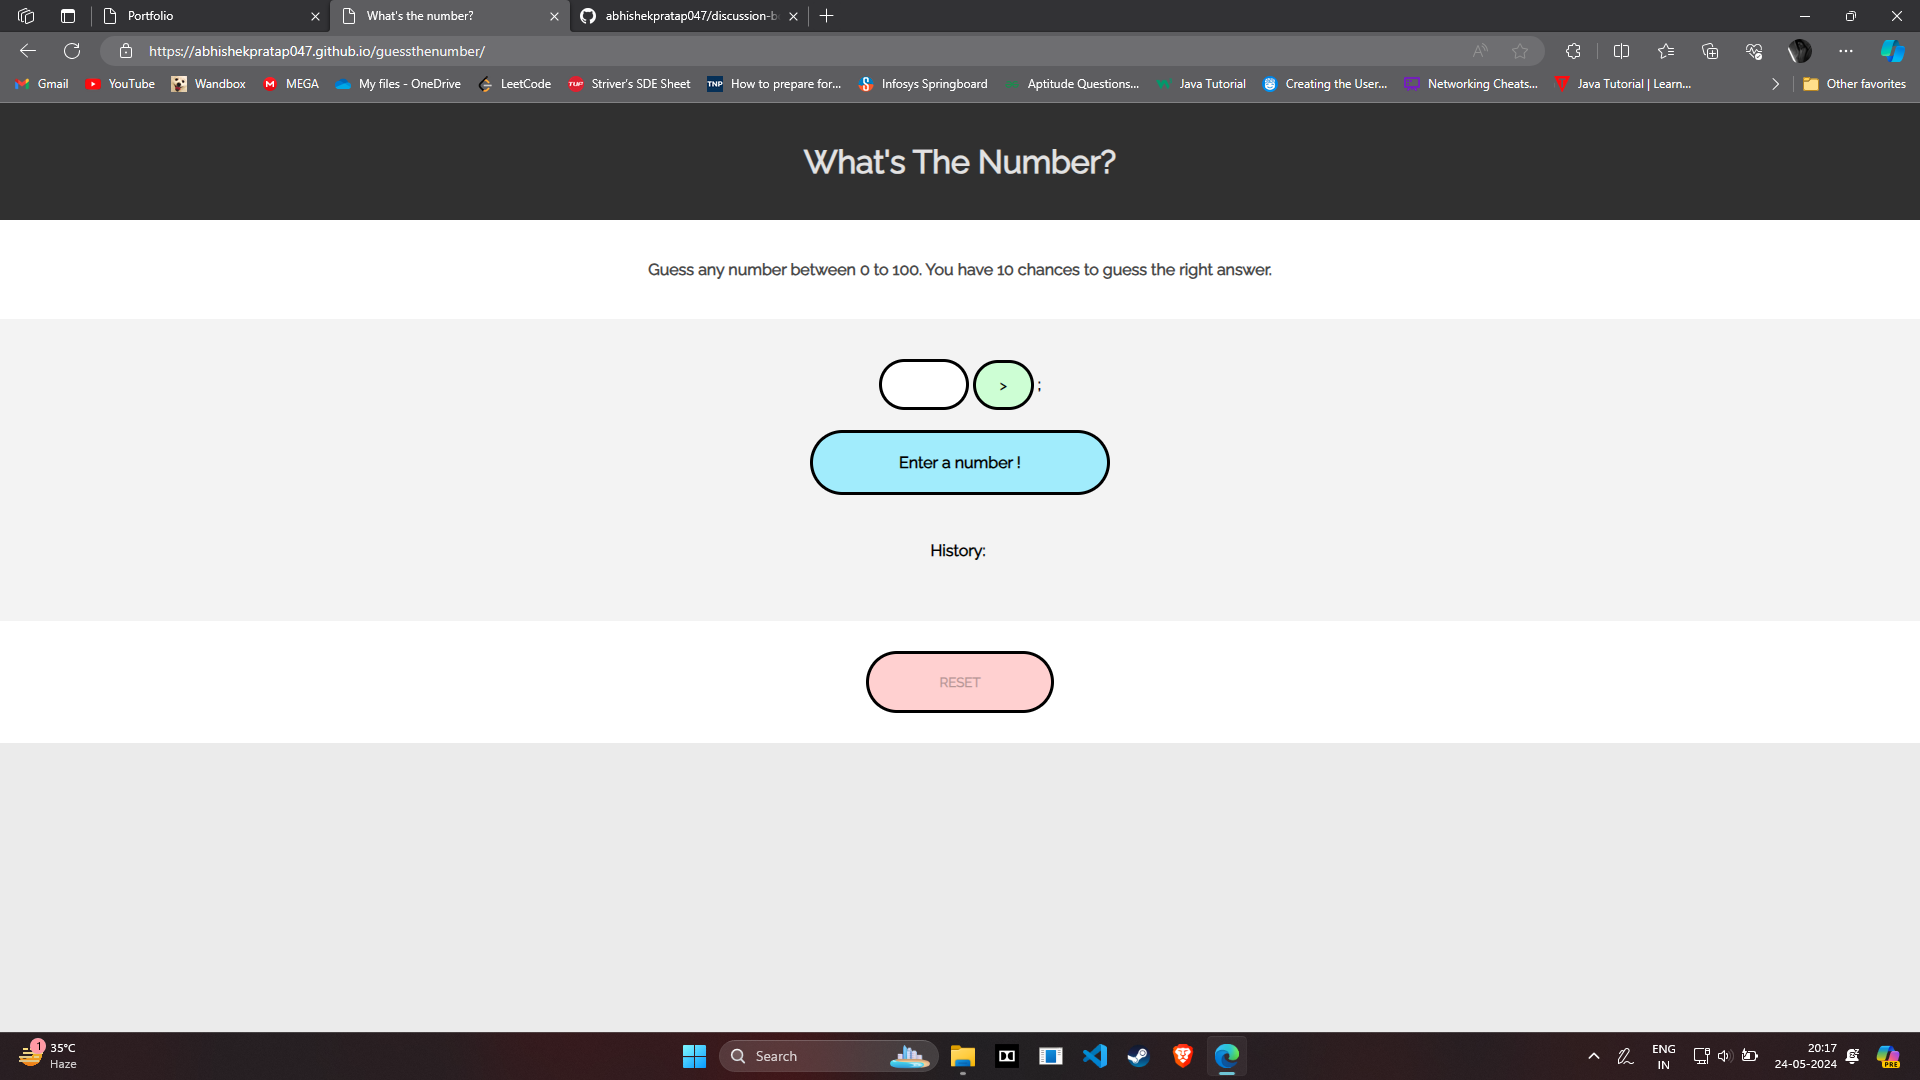 Portfolio
What's the number?
abhishekpratap047/discussion-b
https://abhishekpratap047.github.io/guessthenumber/
Gmail
YouTube
Wandbox
MEGA
My files - OneDrive
LeetCode
TUF Striver's SDE Sheet
TNP How to prepare for...
Infosys Springboard
Aptitude Questions...
Java Tutorial
Creating the User...
Networking Cheats...
Java Tutorial | Learn...
Other favorites
What's The Number?
Guess any number between 0 to 100. You have 10 chances to guess the right answer.
> ;
Enter a number !
History:
RESET
1
35°C
Haze
Search
ENG
IN
20:17
24-05-2024
PRE